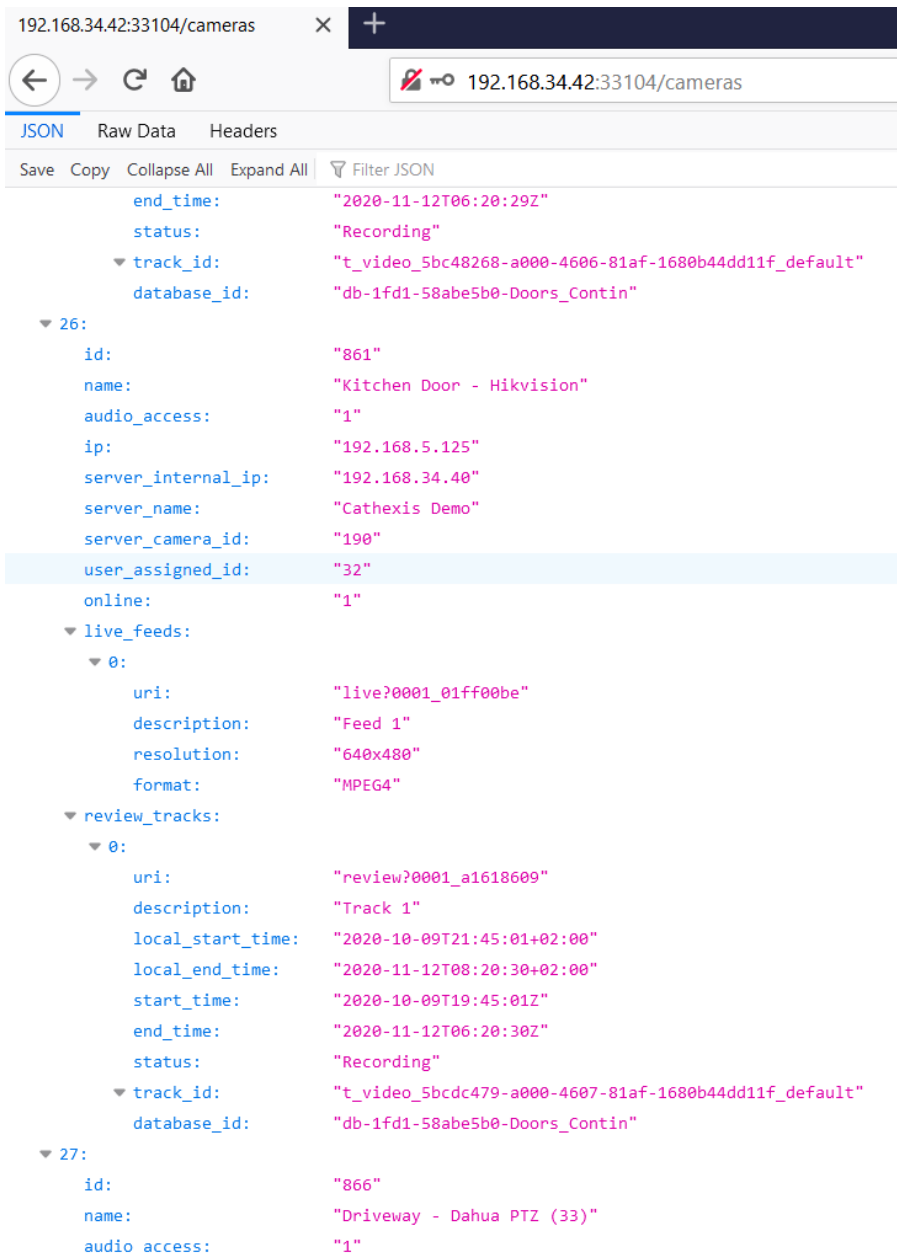 192.168.34.42:33104/cameras
192.168.34.42:33104/cameras
JSON Raw Data Headers
Save Copy Collapse All Expand All Filter JSON
end_time: "2020-11-12T06:20:29Z"
status: "Recording"
track_id: "t_video_5bc48268-a000-4606-81af-1680b44dd11f_default"
database_id: "db-1fd1-58abe5b0-Doors_Contin"
26:
id: "861"
name: "Kitchen Door - Hikvision"
audio_access: "1"
ip: "192.168.5.125"
server_internal_ip: "192.168.34.40"
server_name: "Cathexis Demo"
server_camera_id: "190"
user_assigned_id: "32"
online: "1"
live_feeds:
0:
uri: "live?0001_01ff00be"
description: "Feed 1"
resolution: "640x480"
format: "MPEG4"
review_tracks:
0:
uri: "review?0001_a1618609"
description: "Track 1"
local_start_time: "2020-10-09T21:45:01+02:00"
local_end_time: "2020-11-12T08:20:30+02:00"
start_time: "2020-10-09T19:45:01Z"
end_time: "2020-11-12T06:20:30Z"
status: "Recording"
track_id: "t_video_5bcdc479-a000-4607-81af-1680b44dd11f_default"
database_id: "db-1fd1-58abe5b0-Doors_Contin"
27:
id: "866"
name: "Driveway - Dahua PTZ (33)"
audio_access: "1"